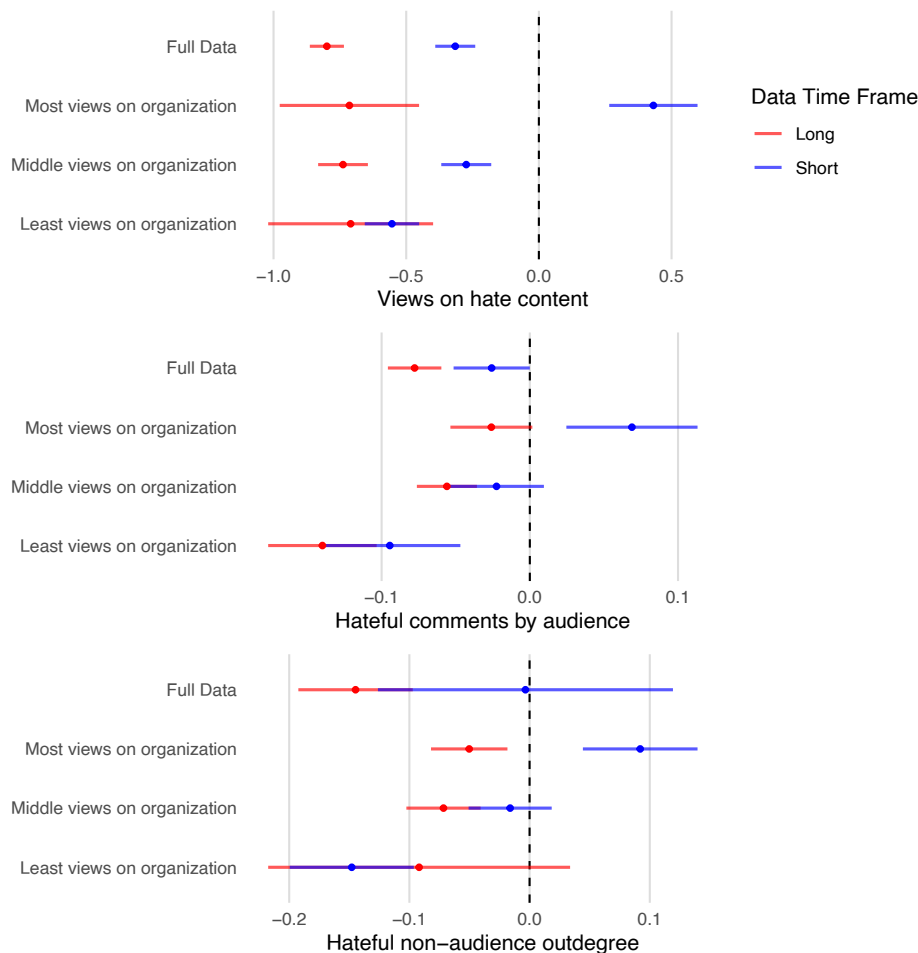 Full Data
Most views on organization
Middle views on organization
Least views on organization
−1.0 −0.5 0.0 0.5
Views on hate content
Data Time Frame
Long
Short
Full Data
Most views on organization
Middle views on organization
Least views on organization
−0.1 0.0 0.1
Hateful comments by audience
Full Data
Most views on organization
Middle views on organization
Least views on organization
−0.2 −0.1 0.0 0.1
Hateful non−audience outdegree